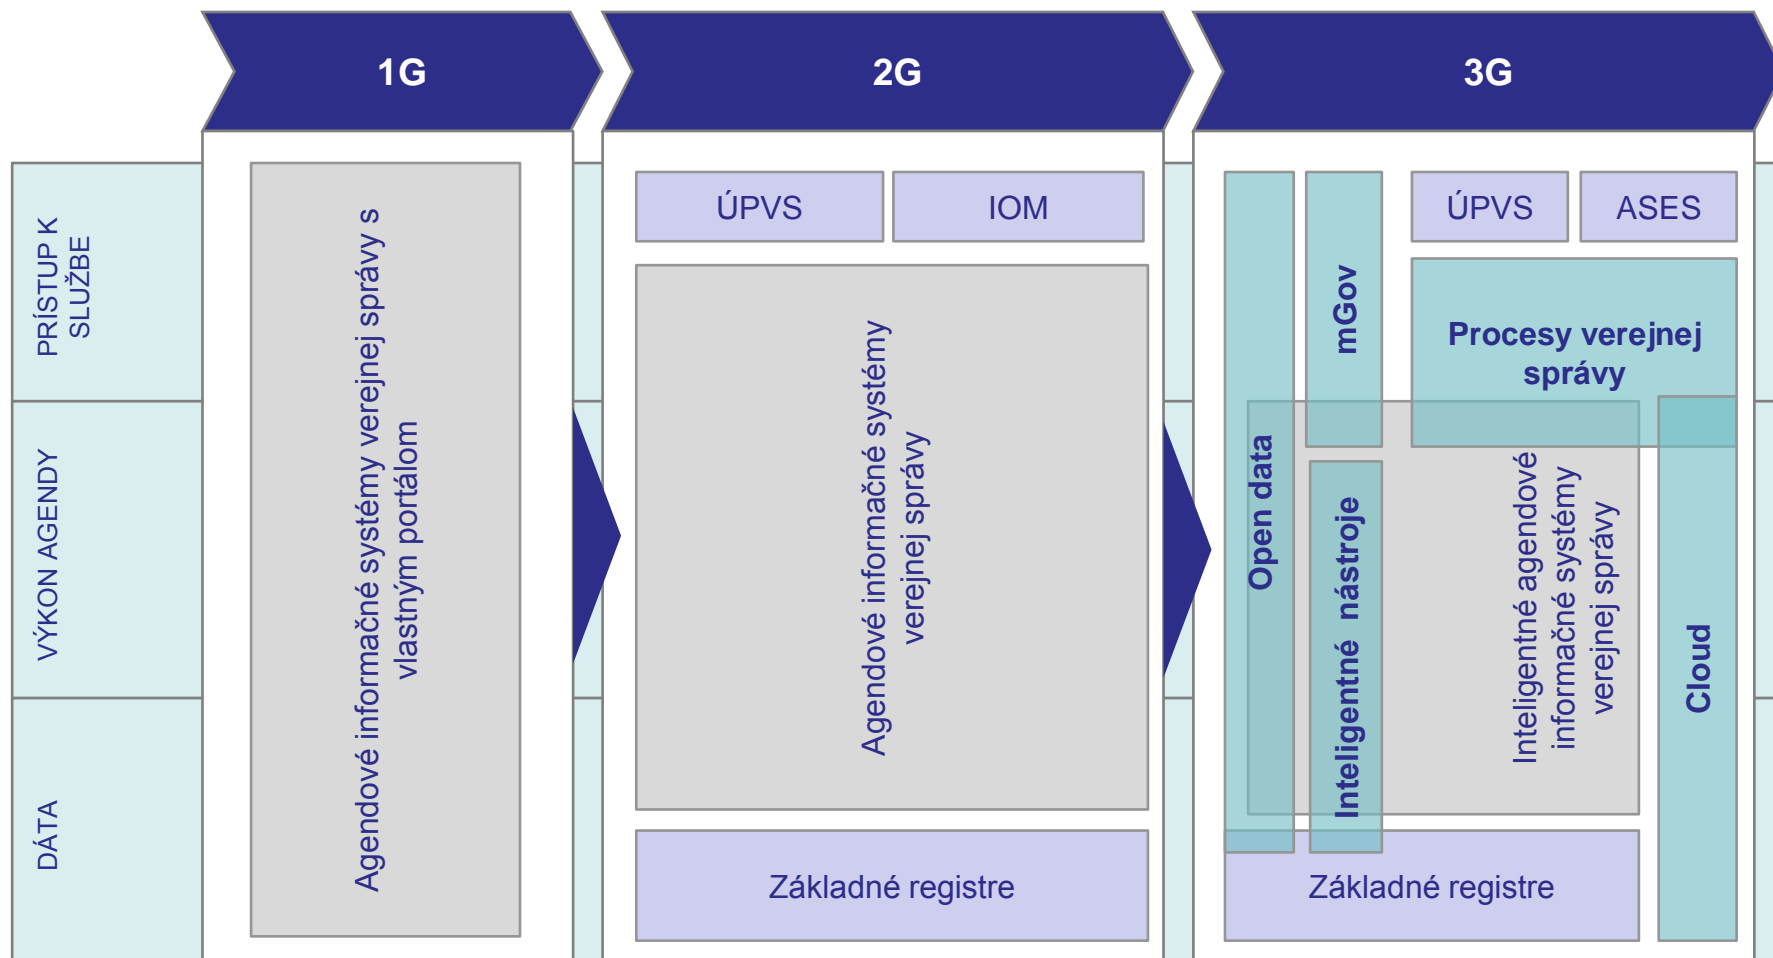 1G
2G
3G
PRÍSTUP K
SLUŽBE
VÝKON AGENDY
DÁTA
Agendové informačné systémy verejnej správy s
vlastným portálom
ÚPVS
IOM
Agendové informačné systémy
verejnej správy
Základné registre
Open data
mGov
Inteligentné nástroje
ÚPVS
ASES
Procesy verejnej
správy
Inteligentné agendové
informačné systémy
verejnej správy
Cloud
Základné registre